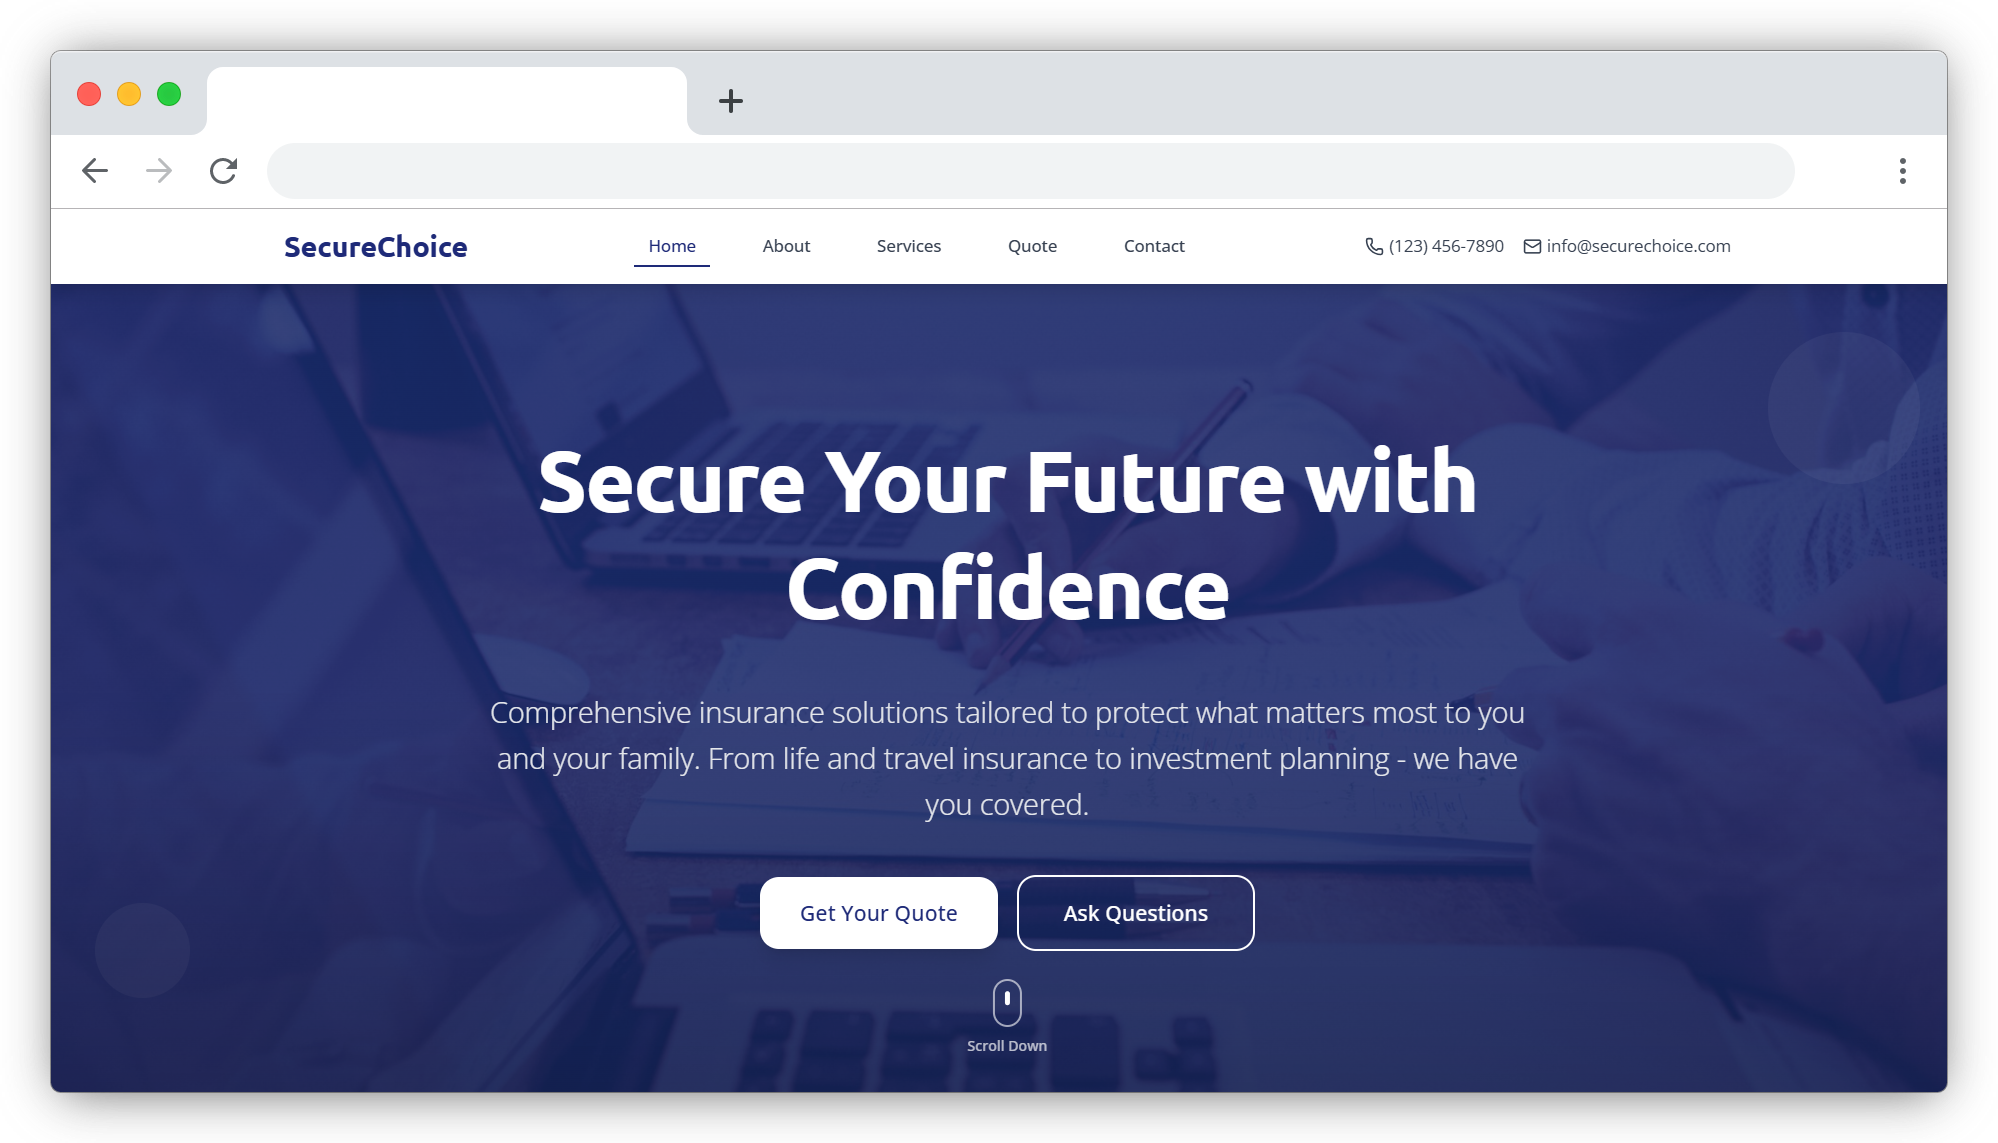 SecureChoice
Home
About
Services
Quote
Contact
(123) 456-7890
info@securechoice.com
Secure Your Future with
Confidence
Comprehensive insurance solutions tailored to protect what matters most to you
and your family. From life and travel insurance to investment planning - we have
you covered.
Get Your Quote
Ask Questions
Scroll Down